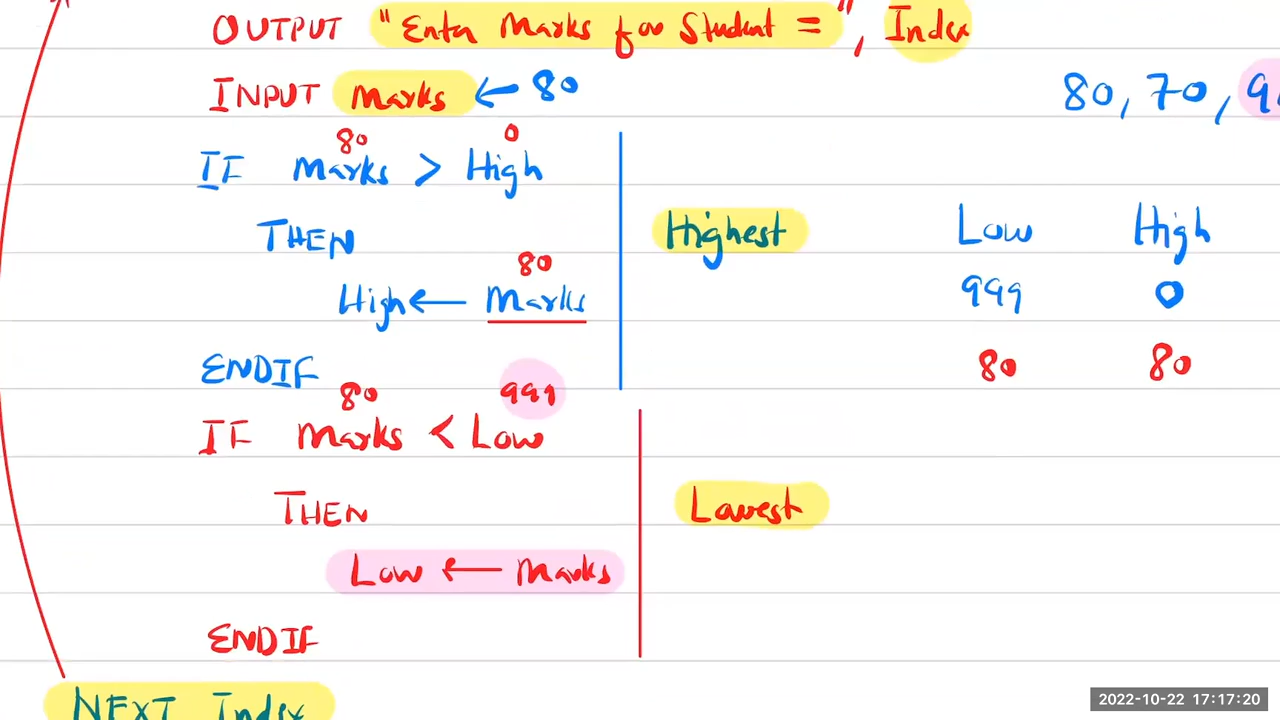 OUTPUT "Enter Marks for Student = ", Index
INPUT Marks ← 80
80, 70, 9
80 0
IF Marks > High
THEN
Highest
Low High
80
High ← Marks
999 0
ENDIF
80 80
80 999
IF Marks < Low
THEN
Lowest
Low ← Marks
ENDIF
NEXT Index
2022-10-22 17:17:20